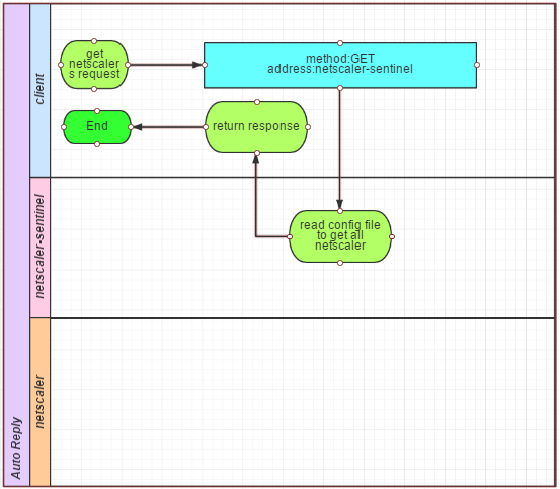 get
netscaler
s request
method:GET
address:netscaler-sentinel
End
return response
read config file
to get all
netscaler
client
netscaler-sentinel
netscaler
Auto Reply